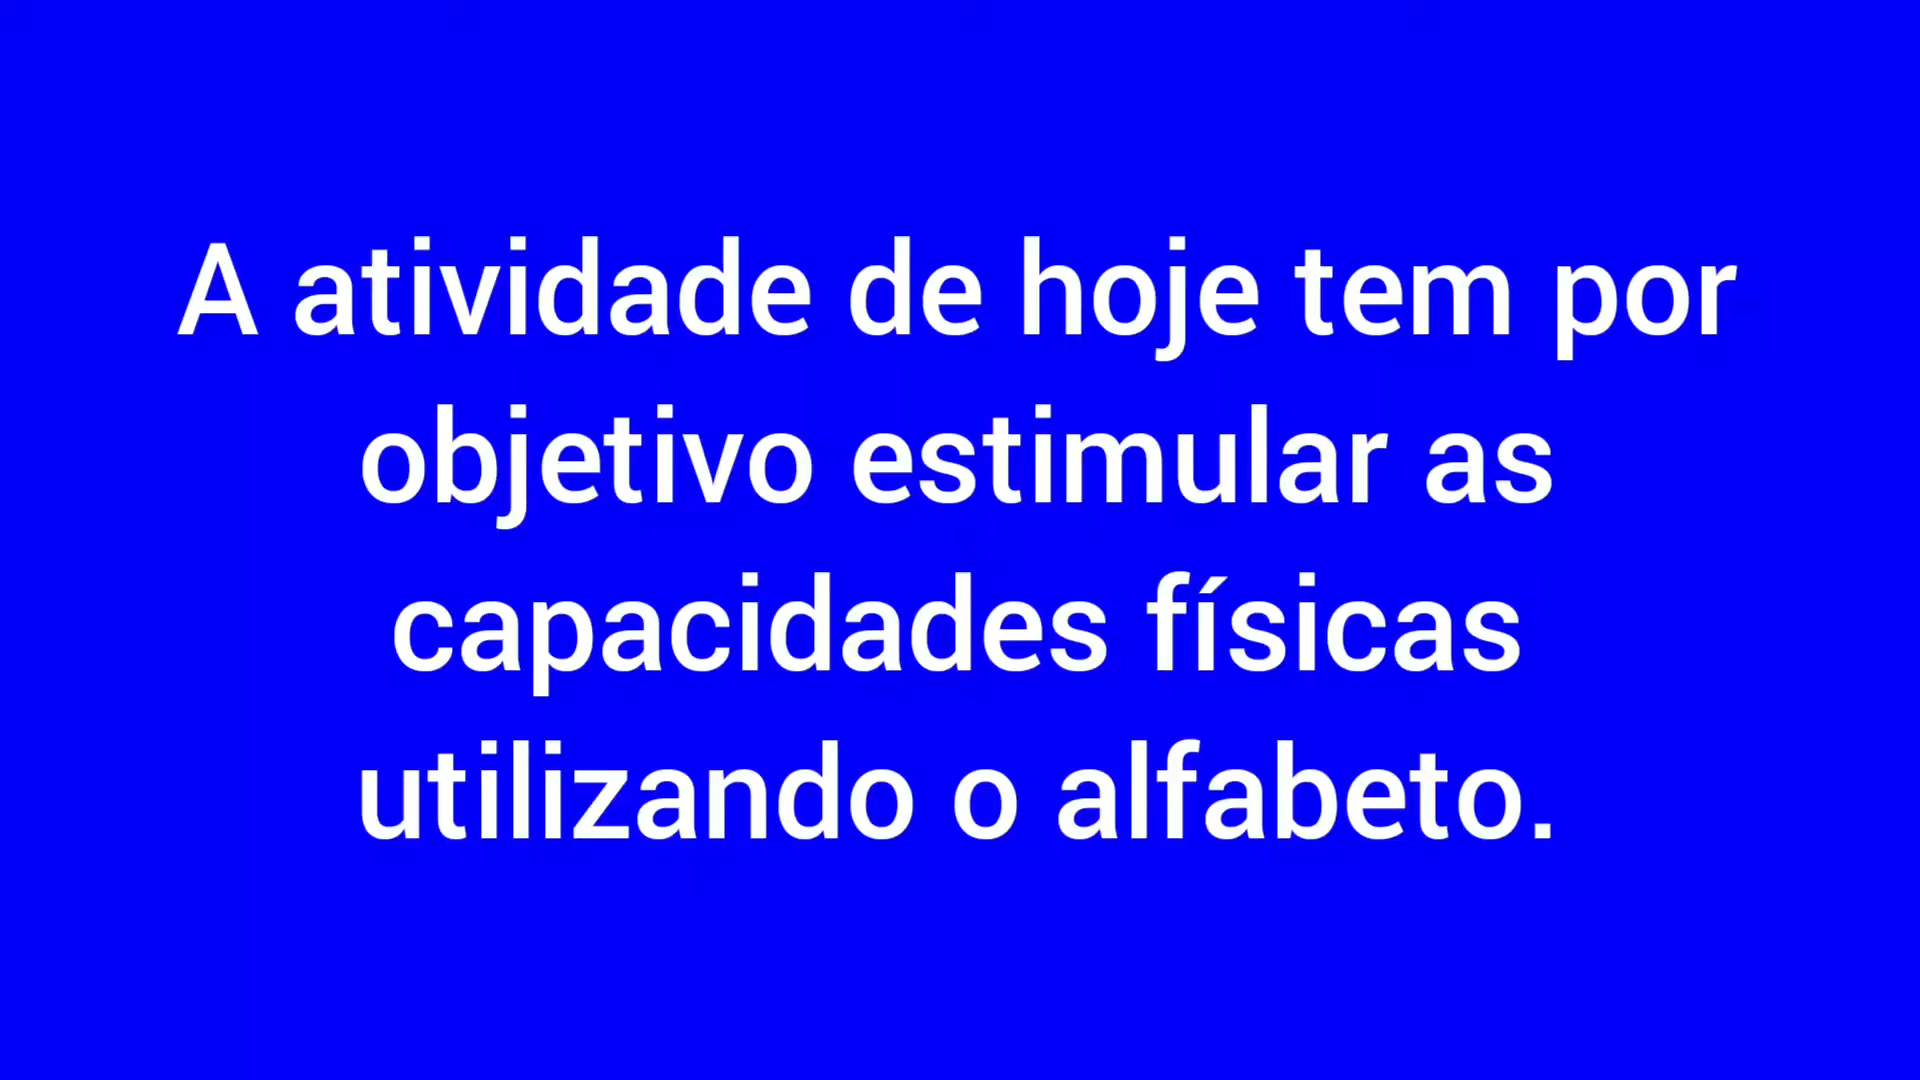 A atividade de hoje tem por
objetivo estimular as
capacidades físicas
utilizando o alfabeto.